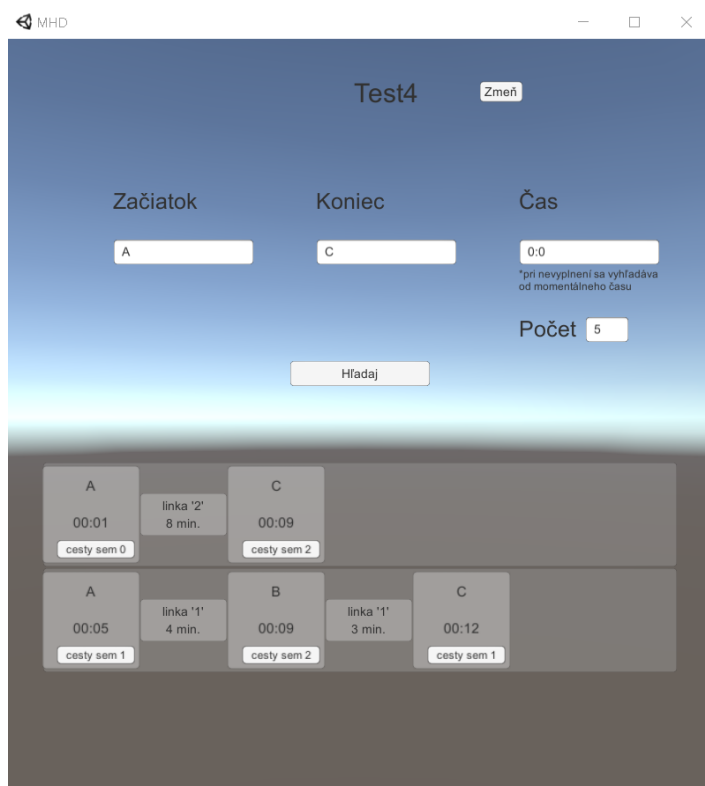 MHD
Test4
Zmeň
Začiatok
Koniec
Čas
A
C
0:0
*pri nevyplnení sa vyhľadáva
od momentálneho času
Počet
5
Hľadaj
A
linka '2'
C
00:01
8 min.
00:09
cesty sem 0
cesty sem 2
A
linka '1'
B
linka '1'
C
00:05
4 min.
00:09
3 min.
00:12
cesty sem 1
cesty sem 2
cesty sem 1